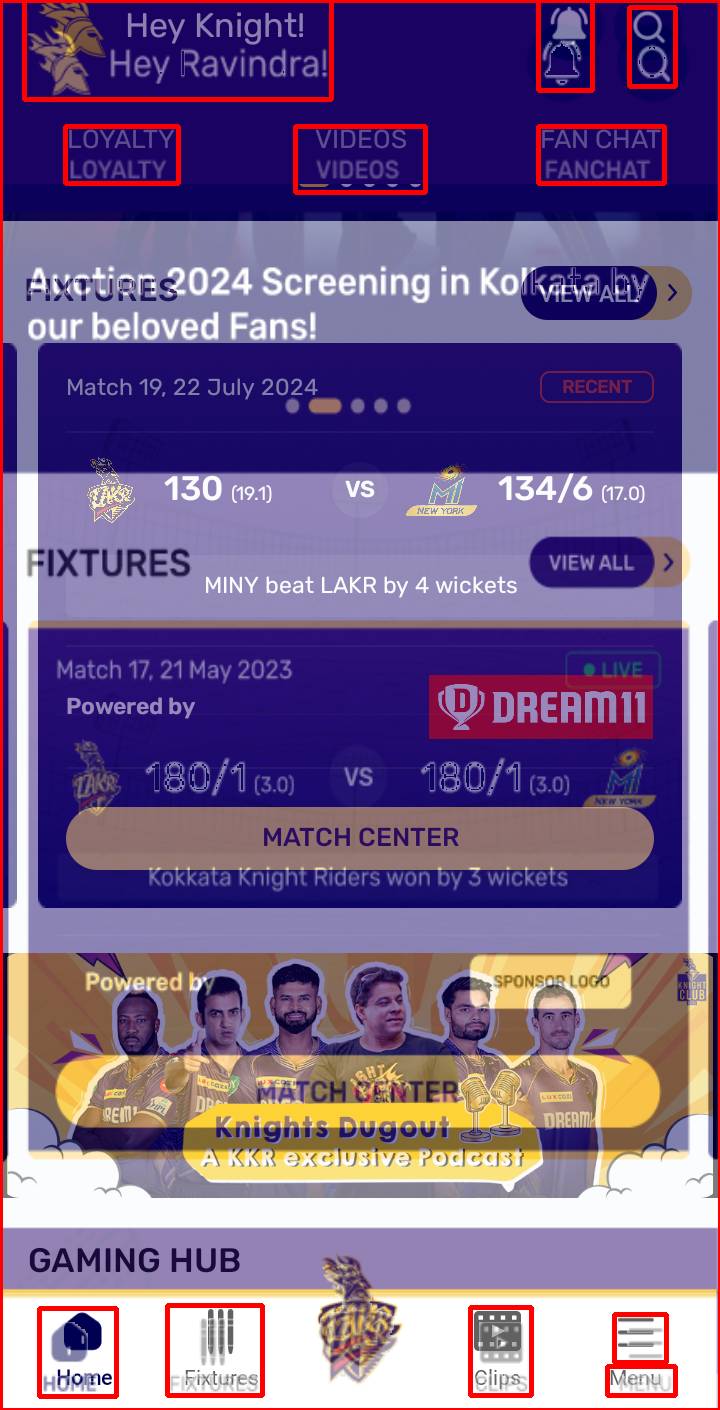 Hey Knight!
Hey Ravindra!
LOYALTY VIDEOS FAN CHAT
LOYALTY VIDEOS FANCHAT
Auction 2024 Screening in Kolkata by
FIXTURES VIEW ALL
our beloved Fans!
Match 19, 22 July 2024 RECENT
LAKR 130 (19.1) VS MI NEW YORK 134/6 (17.0)
FIXTURES VIEW ALL
MINY beat LAKR by 4 wickets
Match 17, 21 May 2023 LIVE
Powered by DREAM11
LAKR 180/1 (3.0) VS 180/1 (3.0) MI NEW YORK
MATCH CENTER
Kokkata Knight Riders won by 3 wickets
Powered by SPONSOR LOGO
KNIGHT CLUB
MATCH CENTER
Knights Dugout
A KKR exclusive Podcast
GAMING HUB
Home Fixtures Clips Menu
HOME FIXTURES CLIPS MENU